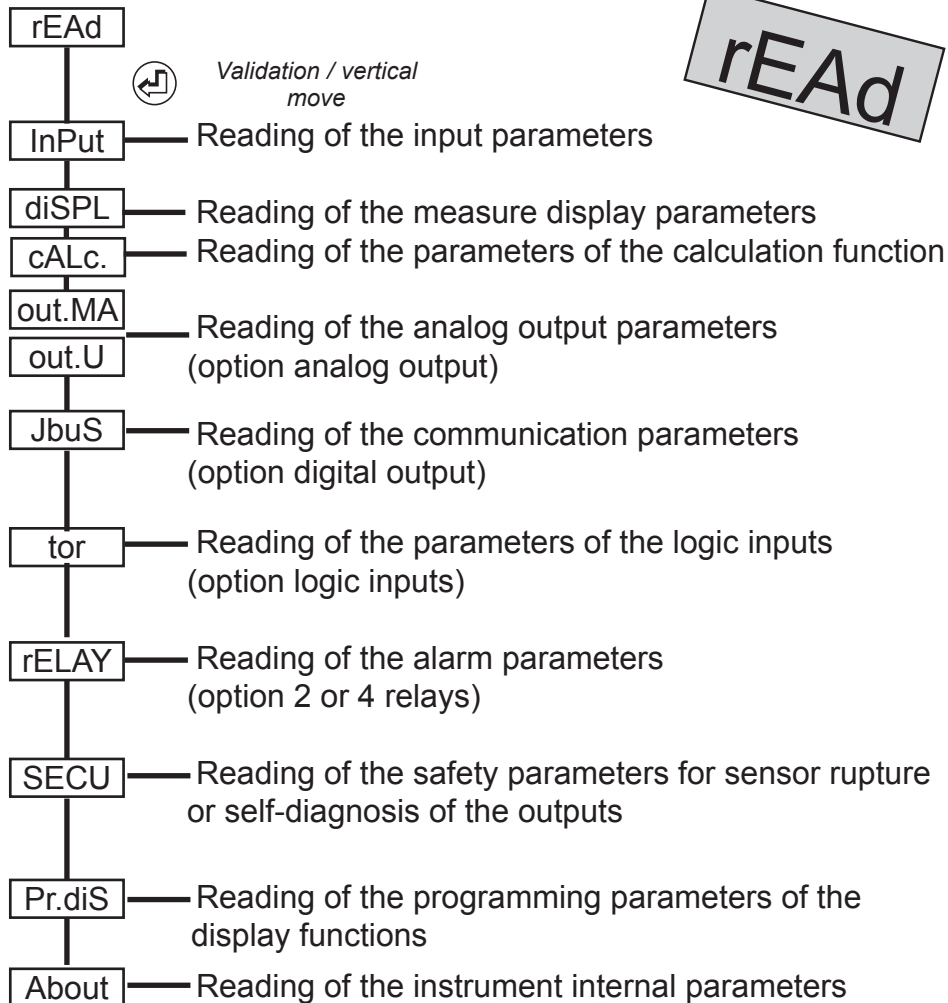 rEAd
rEAd
Validation / vertical
move
InPut
Reading of the input parameters
diSPL
Reading of the measure display parameters
cALc.
Reading of the parameters of the calculation function
out.MA
out.U
Reading of the analog output parameters
(option analog output)
JbuS
Reading of the communication parameters
(option digital output)
tor
Reading of the parameters of the logic inputs
(option logic inputs)
rELAY
Reading of the alarm parameters
(option 2 or 4 relays)
SECU
Reading of the safety parameters for sensor rupture
or self-diagnosis of the outputs
Pr.diS
Reading of the programming parameters of the
display functions
About
Reading of the instrument internal parameters